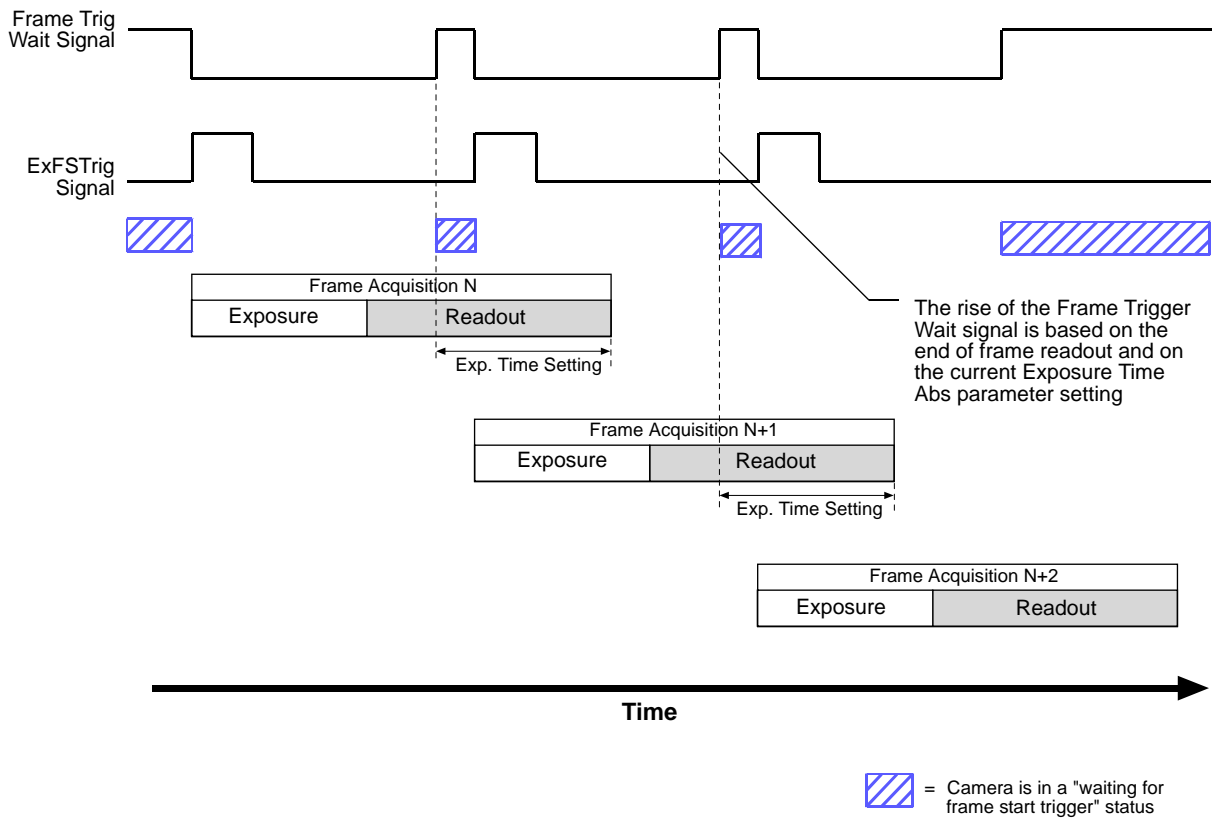 Frame Trig
Wait Signal
ExFSTrig
Signal
Frame Acquisition N
Exposure
Readout
Exp. Time Setting
The rise of the Frame Trigger
Wait signal is based on the
end of frame readout and on
the current Exposure Time
Abs parameter setting
Frame Acquisition N+1
Exposure
Readout
Exp. Time Setting
Frame Acquisition N+2
Exposure
Readout
Time
= Camera is in a "waiting for
frame start trigger" status